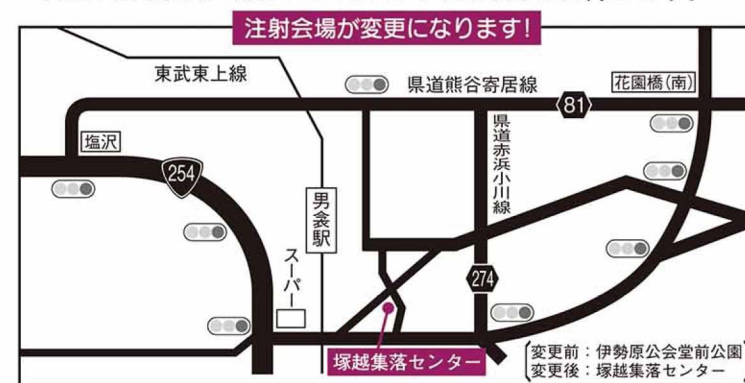 注射会場が変更になります!
東武東上線
県道熊谷寄居線
花園橋(南)
81
塩沢
県道赤浜小川線
254
男衾駅
スーパー
274
塚越集落センター
変更前:伊勢原公会堂前公園
変更後:塚越集落センター